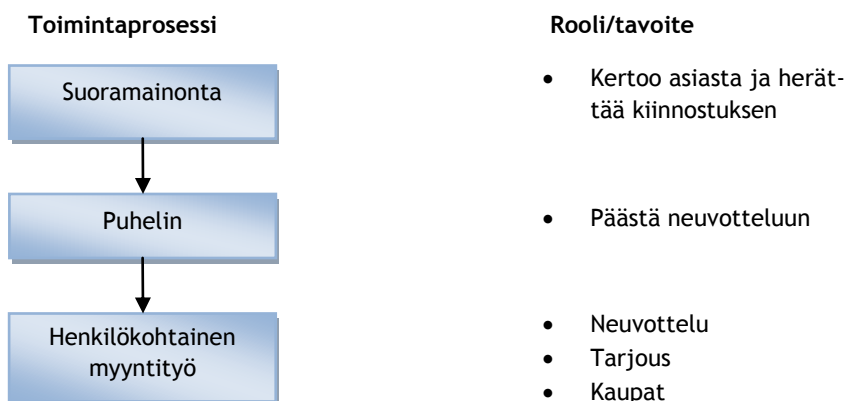 Toimintaprosessi Rooli/tavoite
Suoramainonta
• Kertoo asiasta ja herät-
tää kiinnostuksen
Puhelin
• Päästä neuvotteluun
Henkilökohtainen
myyntityö
• Neuvottelu
• Tarjous
• Kaupat